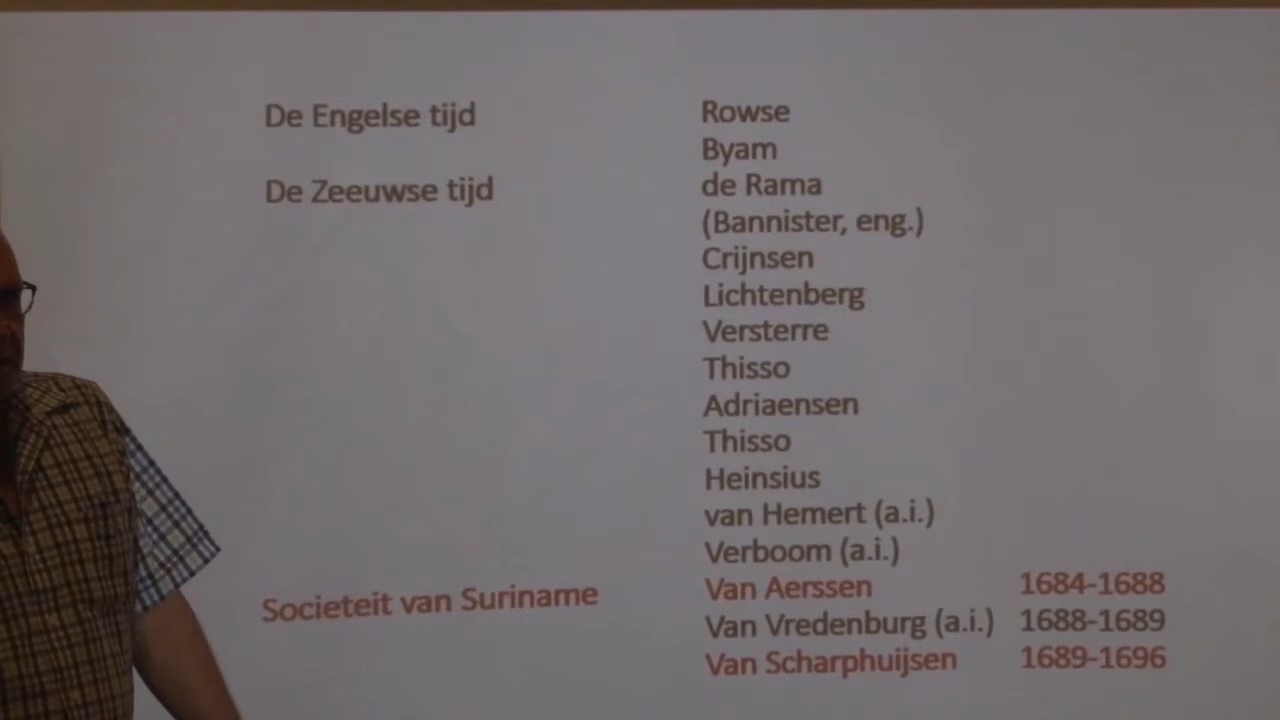 De Engelse tijd Rowse
Byam
De Zeeuwse tijd de Rama
(Bannister, eng.)
Crijnsen
Lichtenberg
Versterre
Thisso
Adriaensen
Thisso
Heinsius
van Hemert (a.i.)
Verboom (a.i.)
Societeit van Suriname Van Aerssen 1684-1688
Van Vredenburg (a.i.) 1688-1689
Van Scharphuijsen 1689-1696